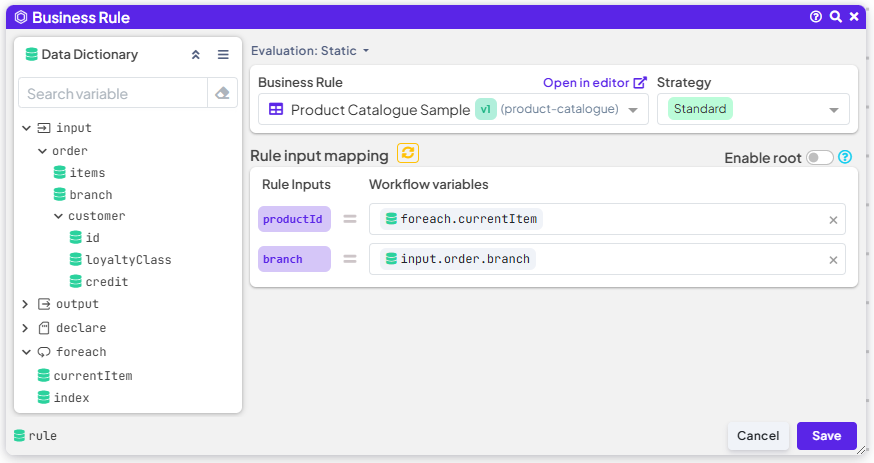 Business Rule
Data Dictionary
Search variable
input
order
items
branch
customer
id
loyaltyClass
credit
output
declare
foreach
currentItem
index
rule
Evaluation: Static
Business Rule Open in editor Strategy
Product Catalogue Sample v1 (product-catalogue) Standard
Rule input mapping Enable root
Rule Inputs Workflow variables
productId = foreach.currentItem
branch = input.order.branch
Cancel Save